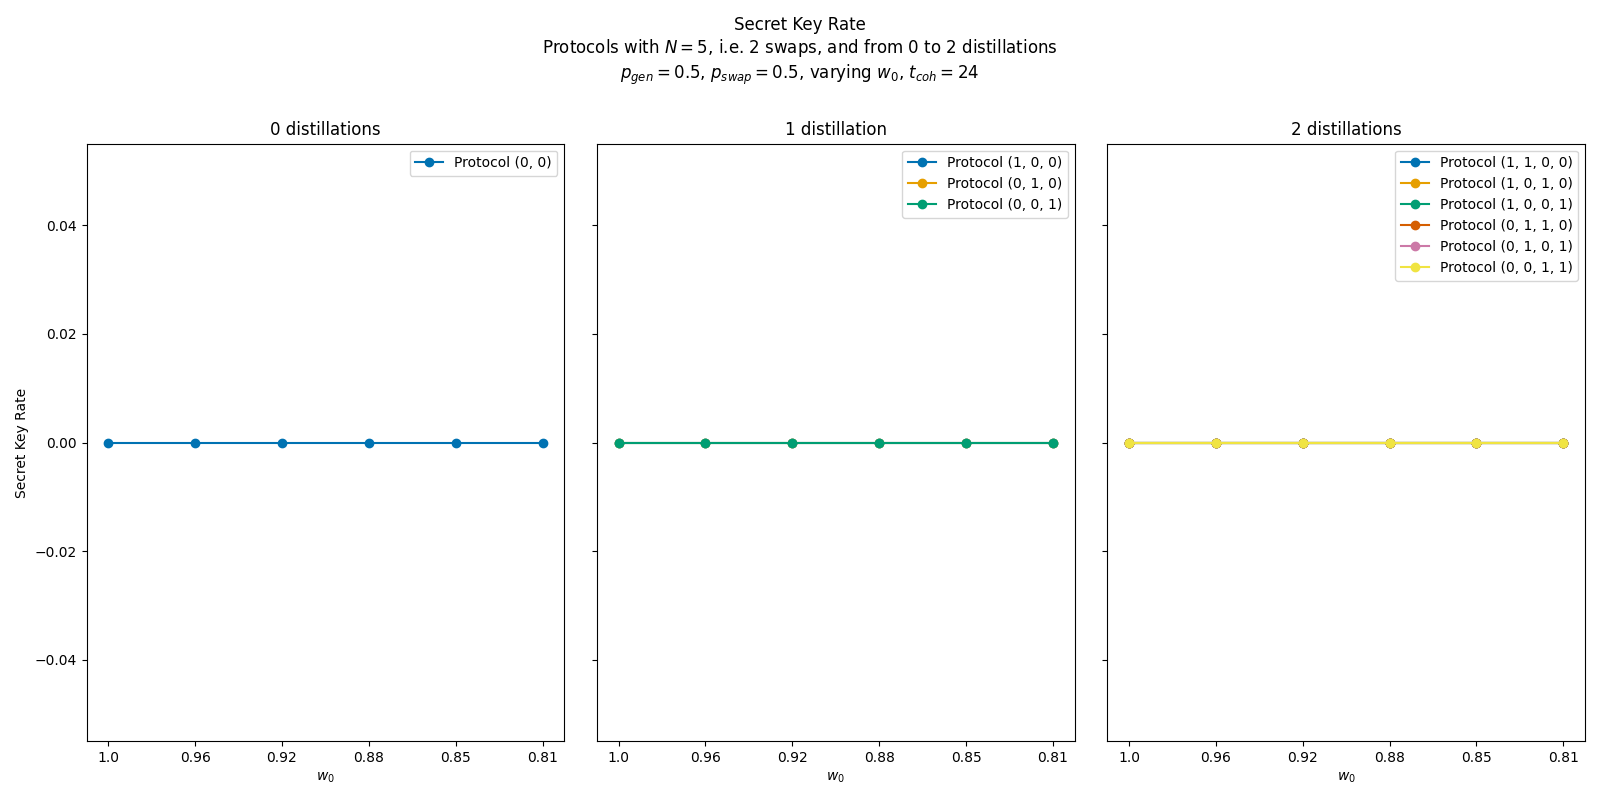 Secret Key Rate
Protocols with N = 5, i.e. 2 swaps, and from 0 to 2 distillations
p_gen = 0.5, p_swap = 0.5, varying w_0, t_coh = 24
0 distillations
Protocol (0, 0)
0.04
0.02
0.00
−0.02
−0.04
Secret Key Rate
1.0 0.96 0.92 0.88 0.85 0.81
w_0
1 distillation
Protocol (1, 0, 0)
Protocol (0, 1, 0)
Protocol (0, 0, 1)
1.0 0.96 0.92 0.88 0.85 0.81
w_0
2 distillations
Protocol (1, 1, 0, 0)
Protocol (1, 0, 1, 0)
Protocol (1, 0, 0, 1)
Protocol (0, 1, 1, 0)
Protocol (0, 1, 0, 1)
Protocol (0, 0, 1, 1)
1.0 0.96 0.92 0.88 0.85 0.81
w_0